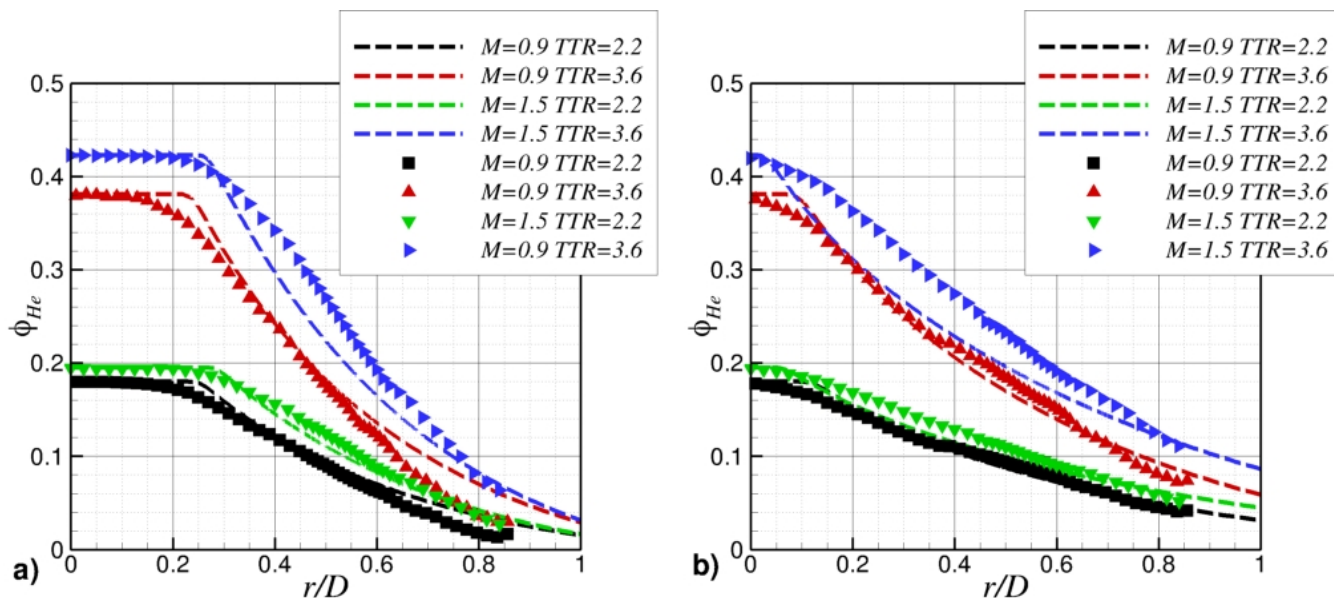 M=0.9 TTR=2.2
M=0.9 TTR=3.6
M=1.5 TTR=2.2
M=1.5 TTR=3.6
M=0.9 TTR=2.2
M=0.9 TTR=3.6
M=1.5 TTR=2.2
M=0.9 TTR=3.6
0.5
0.4
0.3
0.2
0.1
0
ϕHe
0
0.2
0.4
0.6
0.8
1
r/D
a)
M=0.9 TTR=2.2
M=0.9 TTR=3.6
M=1.5 TTR=2.2
M=1.5 TTR=3.6
M=0.9 TTR=2.2
M=0.9 TTR=3.6
M=1.5 TTR=2.2
M=1.5 TTR=3.6
0.5
0.4
0.3
0.2
0.1
0
ϕHe
0
0.2
0.4
0.6
0.8
1
r/D
b)